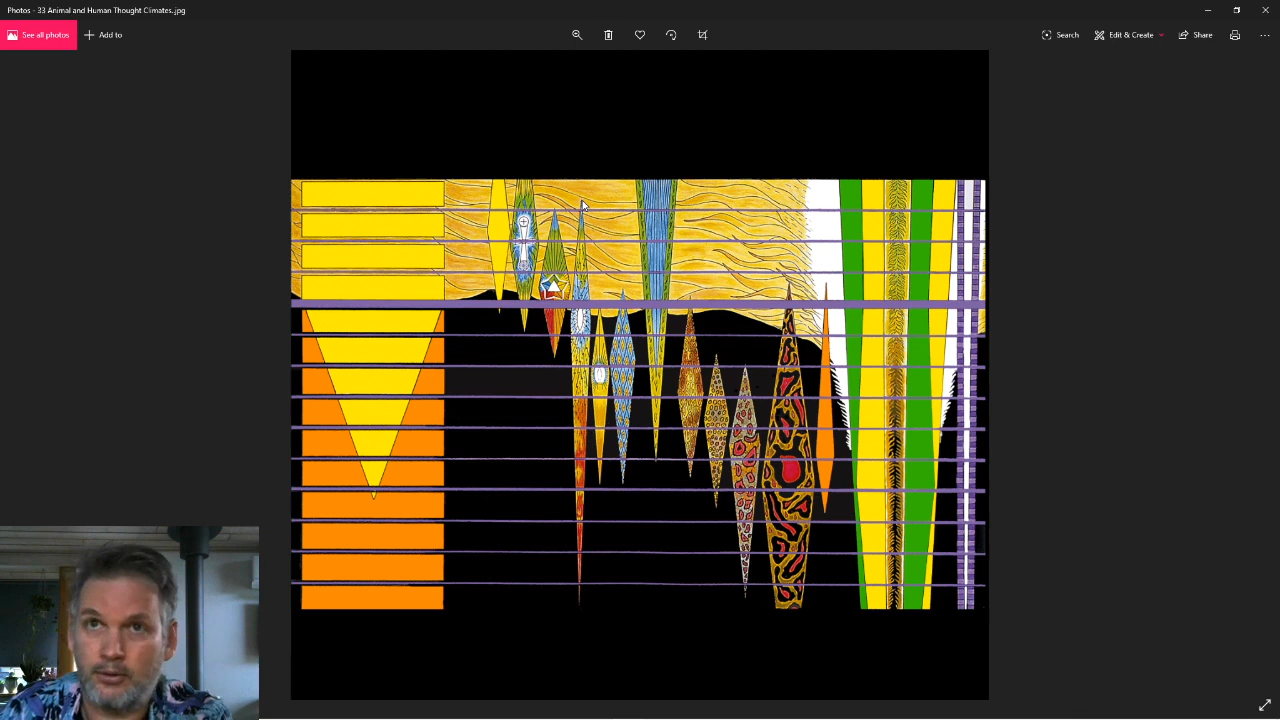 Photos - 33 Animal and Human Thought Climates.jpg
See all photos
Add to
Search
Edit & Create
Share